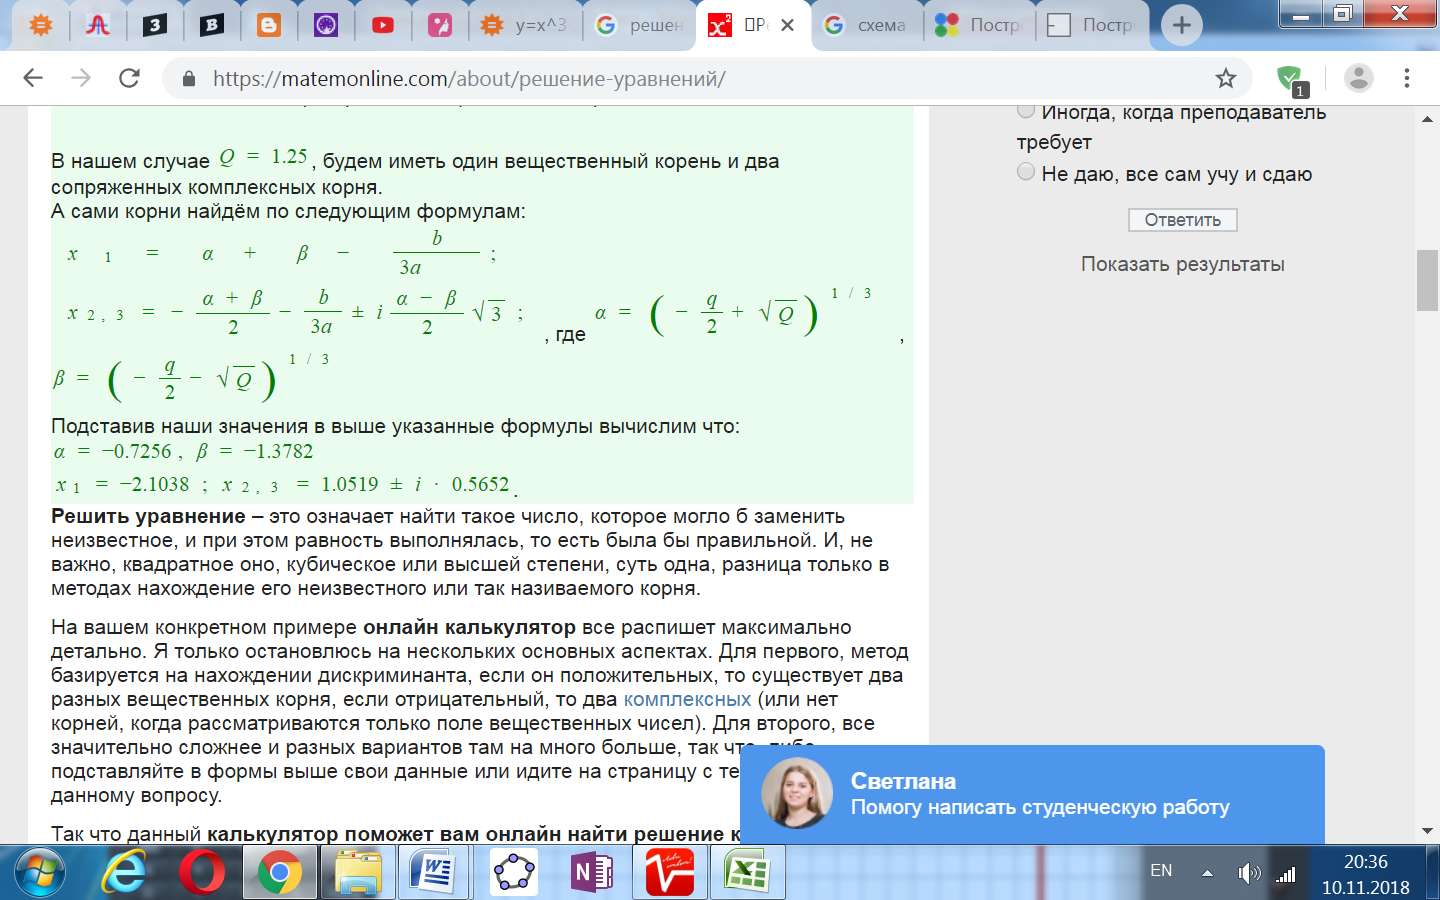 y=x^3
решен
схема
Постр
Постр
https://matemonline.com/about/решение-уравнений/
1
В нашем случае Q = 1.25, будем иметь один вещественный корень и два
сопряженных комплексных корня.
А сами корни найдём по следующим формулам:
x 1 = α + β − b / 3a ;
x 2 , 3 = − α + β / 2 − b / 3a ± i α − β / 2 √3 ; , где α = ( − q / 2 + √Q ) 1 / 3 ,
β = ( − q / 2 − √Q ) 1 / 3
Подставив наши значения в выше указанные формулы вычислим что:
α = −0.7256 , β = −1.3782
x 1 = −2.1038 ; x 2 , 3 = 1.0519 ± i · 0.5652 .
Решить уравнение – это означает найти такое число, которое могло б заменить
неизвестное, и при этом равность выполнялась, то есть была бы правильной. И, не
важно, квадратное оно, кубическое или высшей степени, суть одна, разница только в
методах нахождение его неизвестного или так називаемого корня.
На вашем конкретном примере онлайн калькулятор все распишет максимально
детально. Я только остановлюсь на нескольких основных аспектах. Для первого, метод
базируется на нахождении дискриминанта, если он положительных, то существует два
разных вещественных корня, если отрицательный, то два комплексных (или нет
корней, когда рассматриваются только поле вещественных чисел). Для второго, все
значительно сложнее и разных вариантов там на много больше, так что
подставляйте в формы выше свои данные или идите на страницу с те
данному вопросу.
Так что данный калькулятор поможет вам онлайн найти решение к
Иногда, когда преподаватель
требует
Не даю, все сам учу и сдаю
Ответить
Показать результаты
Светлана
Помогу написать студенческую работу
EN
20:36
10.11.2018